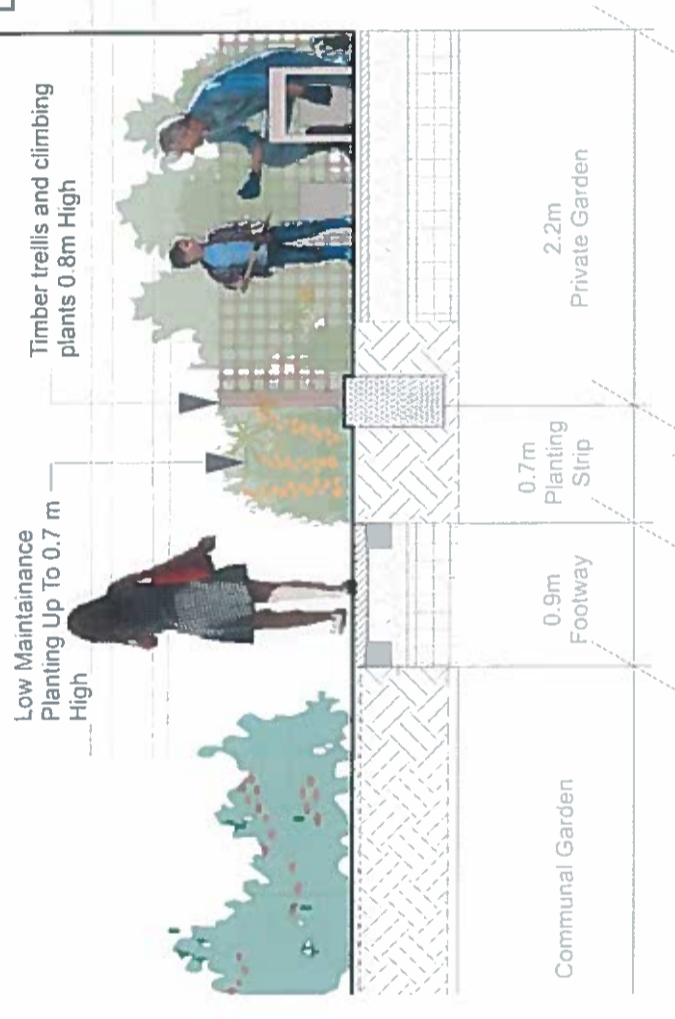 Low Maintainance
Planting Up To 0.7 m
High
Timber trellis and climbing
plants 0.8m High
Communal Garden
0.9m
Footway
0.7m
Planting
Strip
2.2m
Private Garden